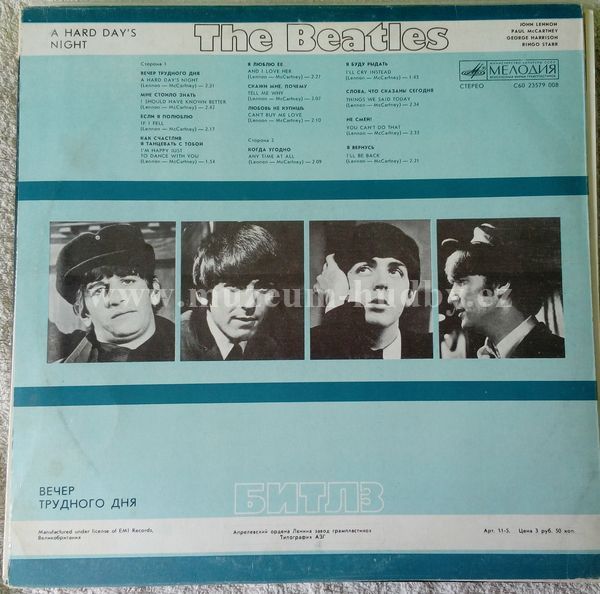 A HARD DAY'S
NIGHT
The Beatles
JOHN LENNON
PAUL McCARTNEY
GEORGE HARRISON
RINGO STARR
Сторона 1
ВЕЧЕР ТРУДНОГО ДНЯ
A HARD DAY'S NIGHT
(Lennon — McCartney) — 2.31
МНЕ СТОИЛО ЗНАТЬ
I SHOULD HAVE KNOWN BETTER
(Lennon — McCartney) — 2.42
ЕСЛИ Я ПОЛЮБЛЮ
IF I FELL
(Lennon — McCartney) — 2.17
КАК СЧАСТЛИВ
Я ТАНЦЕВАТЬ С ТОБОЙ
I'M HAPPY JUST
TO DANCE WITH YOU
(Lennon — McCartney) — 1.54
Я ЛЮБЛЮ ЕЕ
AND I LOVE HER
(Lennon — McCartney) — 2.27
СКАЖИ МНЕ, ПОЧЕМУ
TELL ME WHY
(Lennon — McCartney) — 2.07
ЛЮБОВЬ НЕ КУПИШЬ
CAN'T BUY ME LOVE
(Lennon — McCartney) — 2.10
Сторона 2
КОГДА УГОДНО
ANY TIME AT ALL
(Lennon — McCartney) — 2.09
Я БУДУ РЫДАТЬ
I'LL CRY INSTEAD
(Lennon — McCartney) — 1.43
СЛОВА, ЧТО СКАЗАНЫ СЕГОДНЯ
THINGS WE SAID TODAY
(Lennon — McCartney) — 2.34
НЕ СМЕЙ!
YOU CAN'T DO THAT
(Lennon — McCartney) — 2.33
Я ВЕРНУСЬ
I'LL BE BACK
(Lennon — McCartney) — 2.21
МЕЛОДИЯ
СТЕРЕО
С60 23579 008
www.muzeum-hudby.cz
ВЕЧЕР
ТРУДНОГО ДНЯ
БИТЛЗ
Manufactured under license of EMI Records,
Великобритания
Апрелевский ордена Ленина завод грампластинок
Типография АЗГ
Арт. 11-5. Цена 3 руб. 50 коп.